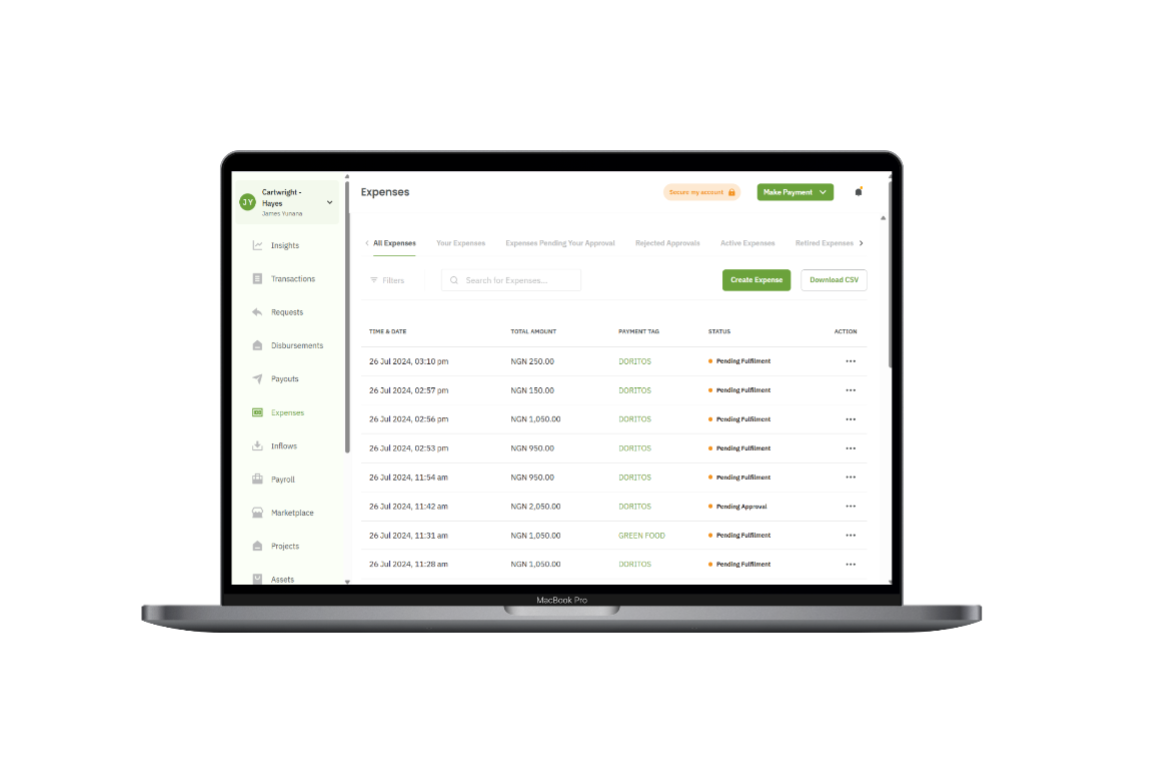 JY
Cartwright -
Hayes
James Yunana
Insights
Transactions
Requests
Disbursements
Payouts
Expenses
Inflows
Payroll
Marketplace
Projects
Assets
Expenses
Secure my account
Make Payment
All Expenses Your Expenses Expenses Pending Your Approval Rejected Approvals Active Expenses Retired Expenses
Filters Search for Expenses... Create Expense Download CSV
TIME & DATE TOTAL AMOUNT PAYMENT TAG STATUS ACTION
26 Jul 2024, 03:10 pm NGN 250.00 DORITOS Pending Fulfilment
26 Jul 2024, 02:57 pm NGN 150.00 DORITOS Pending Fulfilment
26 Jul 2024, 02:56 pm NGN 1,050.00 DORITOS Pending Fulfilment
26 Jul 2024, 02:53 pm NGN 950.00 DORITOS Pending Fulfilment
26 Jul 2024, 11:54 am NGN 950.00 DORITOS Pending Fulfilment
26 Jul 2024, 11:42 am NGN 2,050.00 DORITOS Pending Approval
26 Jul 2024, 11:31 am NGN 1,050.00 GREEN FOOD Pending Fulfilment
26 Jul 2024, 11:28 am NGN 1,050.00 DORITOS Pending Fulfilment
MacBook Pro